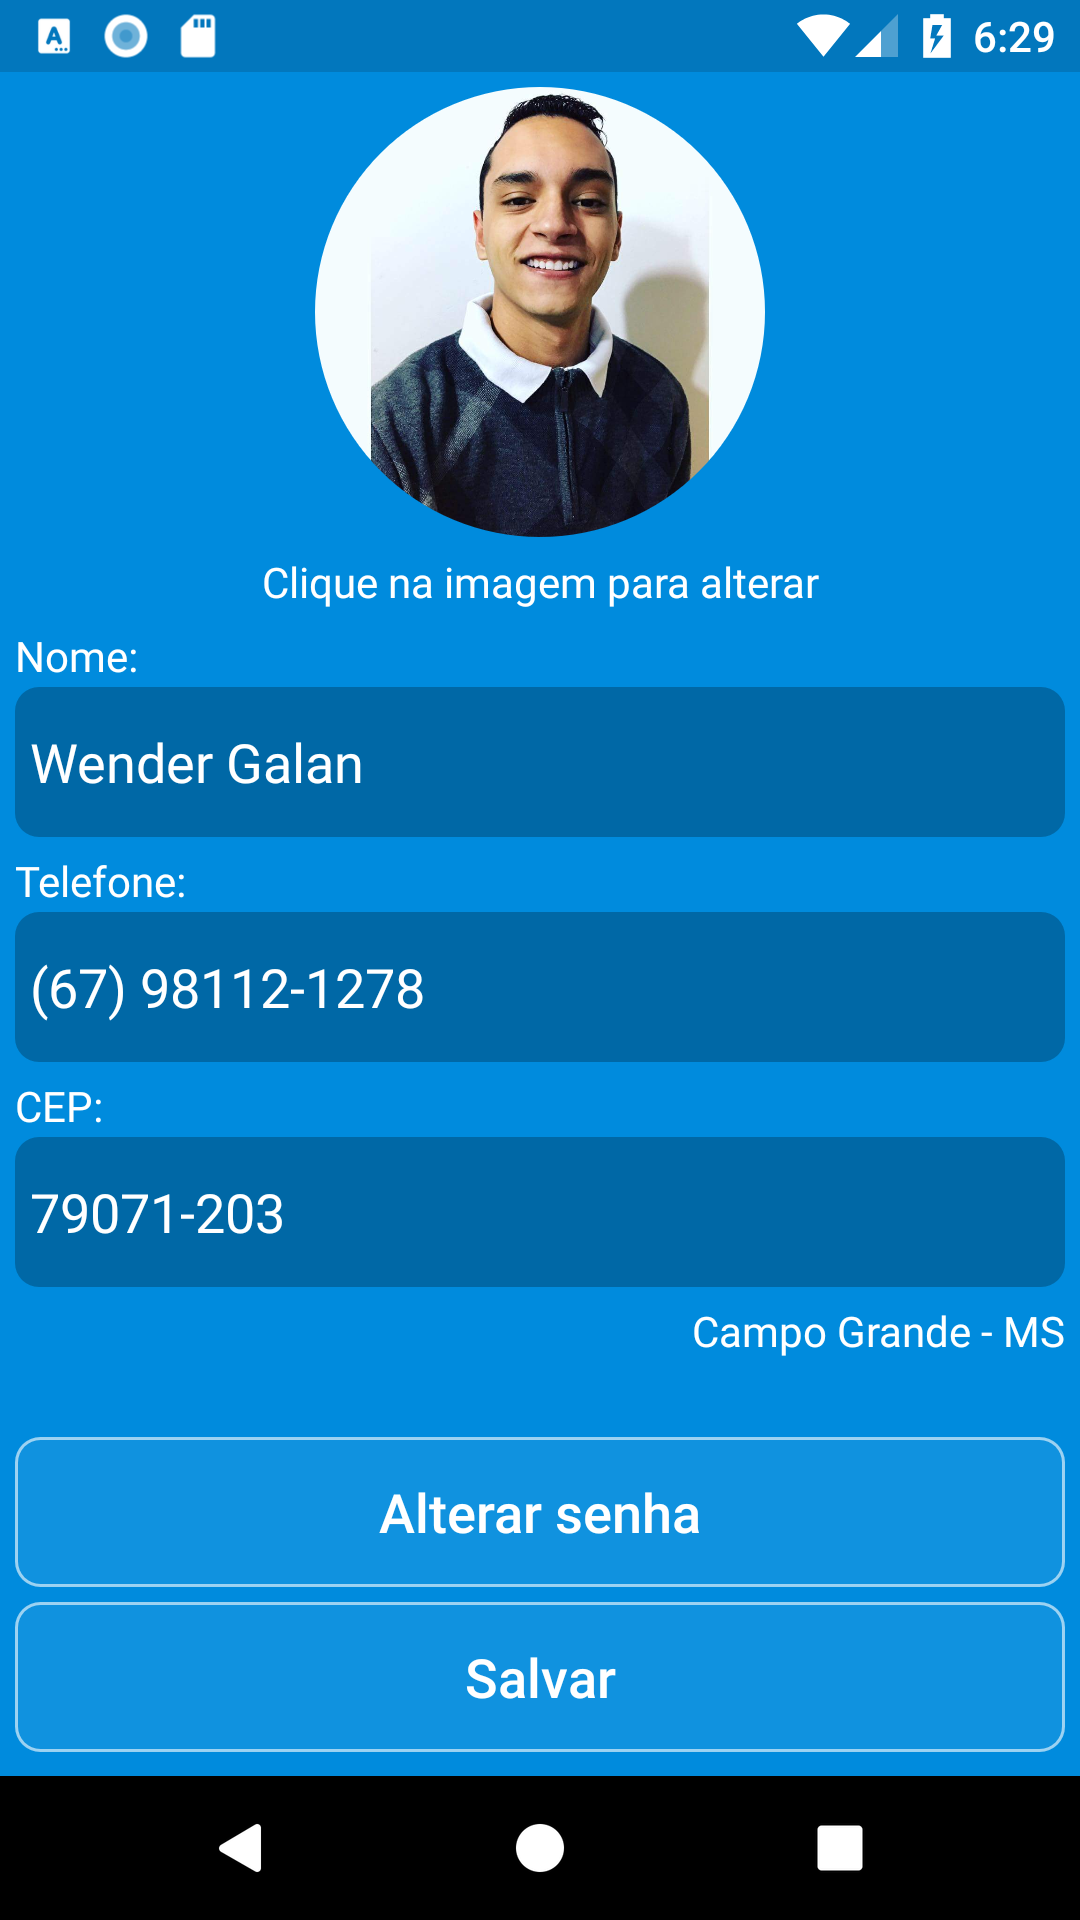 6:29
Clique na imagem para alterar
Nome:
Wender Galan
Telefone:
(67) 98112-1278
CEP:
79071-203
Campo Grande - MS
Alterar senha
Salvar